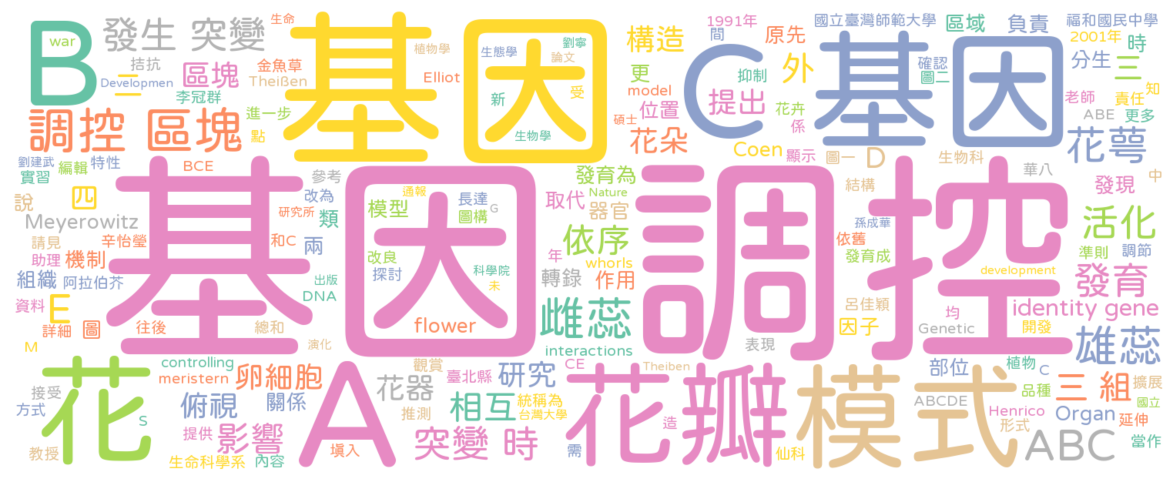 B 發生 突變
war
拮抗
Developmen
二
區塊
李冠群
調控 區塊
金魚草
Theißen
生命
進一步
點
基因
植物學
Elliot
生態學
劉寧
論文
新
受
生物學
構造
更
model
碩士
位置
花朵
1991年
間
原先
外
抑制
提出
花卉
係
Coen
顯示
C基因
國立臺灣師範大學
區域
負責
確認
圖二
福和國民中學
2001年
時
分生
三
老師
責任
知
ABE
更多
花萼
圖一
D
生物科
華八
中
劉建武
實習
編輯
特性
BCE
說
四
Meyerowitz
請見
辛怡瑩
助理
機制
組織
阿拉伯芥
資料
E
詳細
圖
往後
M
基因調控
參考
改為
研究所
類
和C
兩
出版
DNA
總和
演化
通報
模型
長達
圖構
G
改良
探討
科學院
未
flower
發育為
Nature
取代
器官
依序
whorls
年
轉錄
作用
雌蕊
interactions
結構
孫成華
依舊
發育成
呂佳穎
因子
均
Genetic
表現
開發
development
發現
活化
準則
調節
發育
identity gene
雄蕊
花
controlling
meristern
接受
方式
S
教授
俯視
提供
影響
生命科學系
內容
卵細胞
關係
填入
A
觀賞
花器
推測
臺北縣
研究
CE
相互
統稱為
台灣大學
突變 時
需
花瓣
Theiben
造
仙科
模式
部位
植物
C
ABCDE
品種
Henrico
形式
三 組
擴展
國立
Organ
延伸
ABC
當作